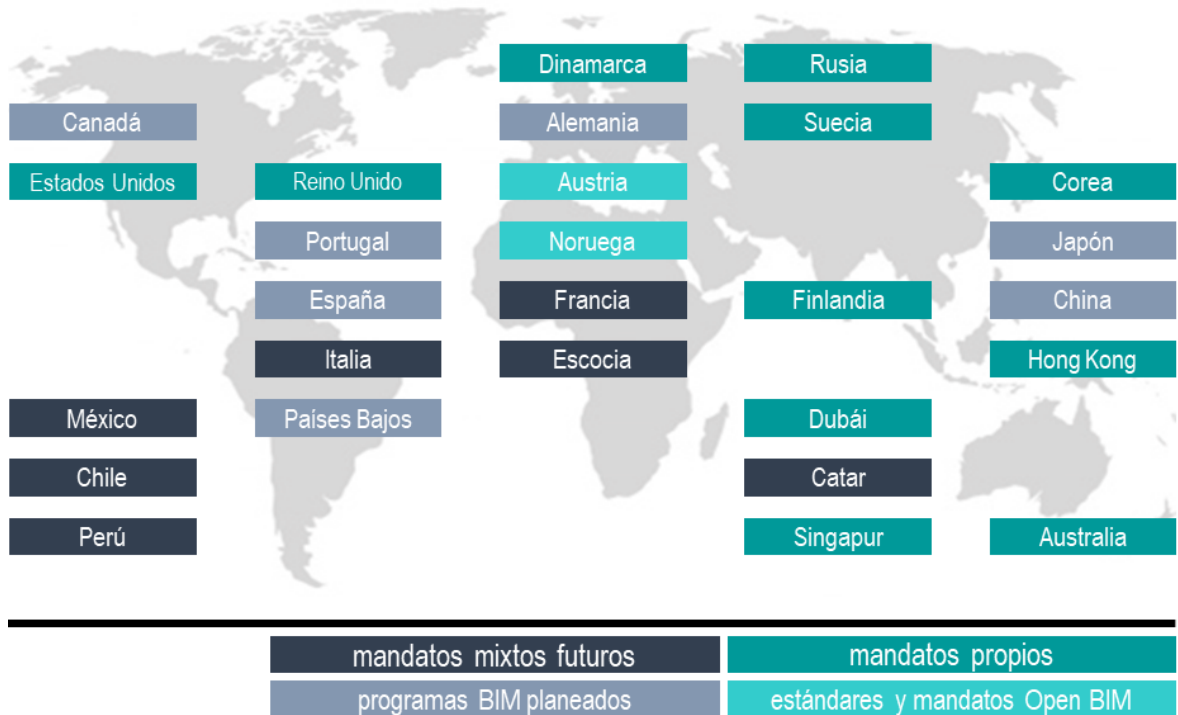 Dinamarca
Rusia
Canadá
Alemania
Suecia
Estados Unidos
Reino Unido
Austria
Corea
Portugal
Noruega
Japón
España
Francia
Finlandia
China
Italia
Escocia
Hong Kong
México
Países Bajos
Dubái
Chile
Catar
Perú
Singapur
Australia
mandatos mixtos futuros
mandatos propios
programas BIM planeados
estándares y mandatos Open BIM